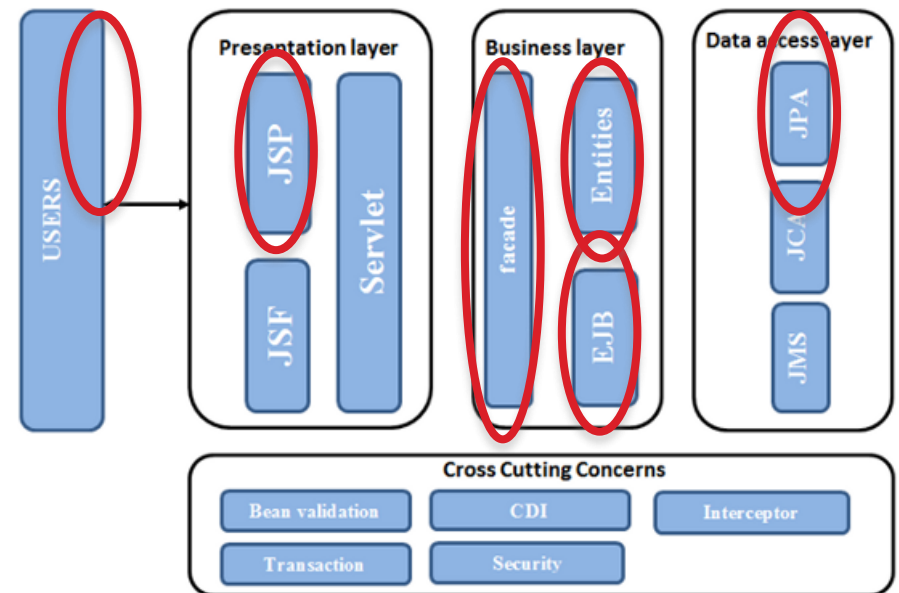 USERS
Presentation layer
JSP
JSF
Servlet
Business layer
facade
Entities
EJB
Data access layer
JPA
JCA
JMS
Cross Cutting Concerns
Bean validation
CDI
Interceptor
Transaction
Security